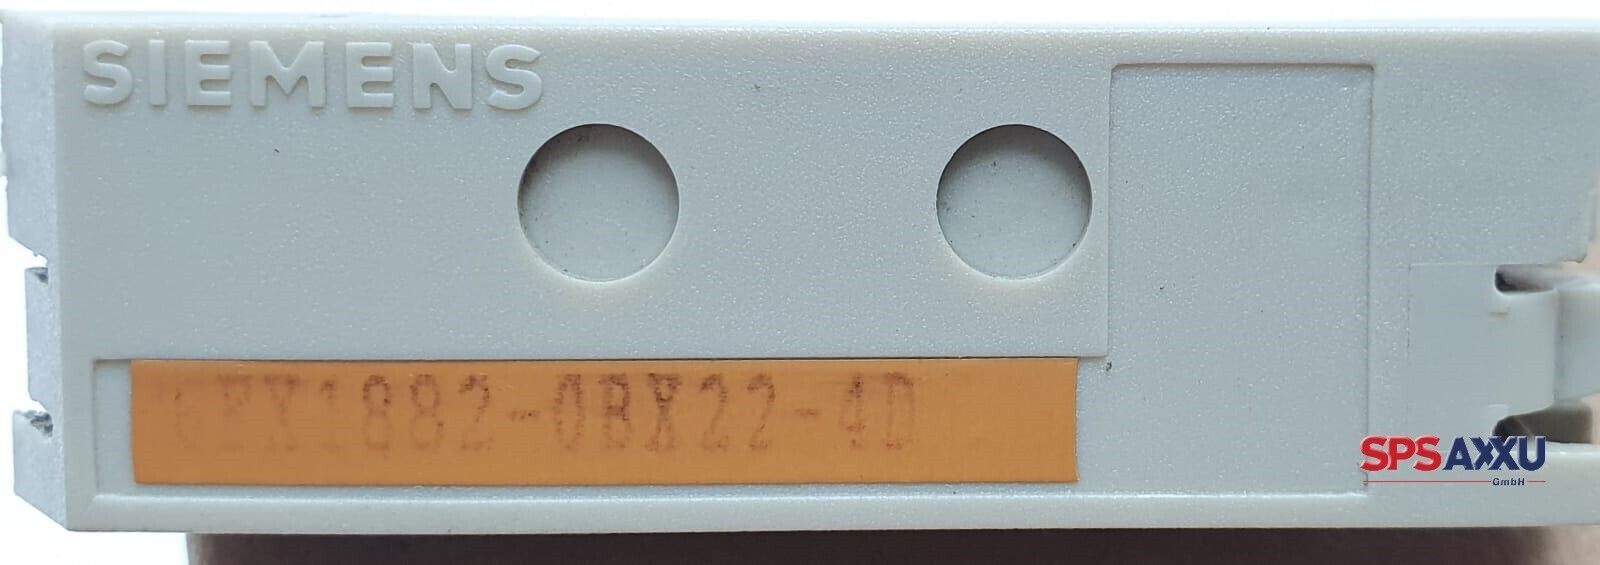 SIEMENS
6FX1882-0BX22-4D
SPSAXXU
GmbH